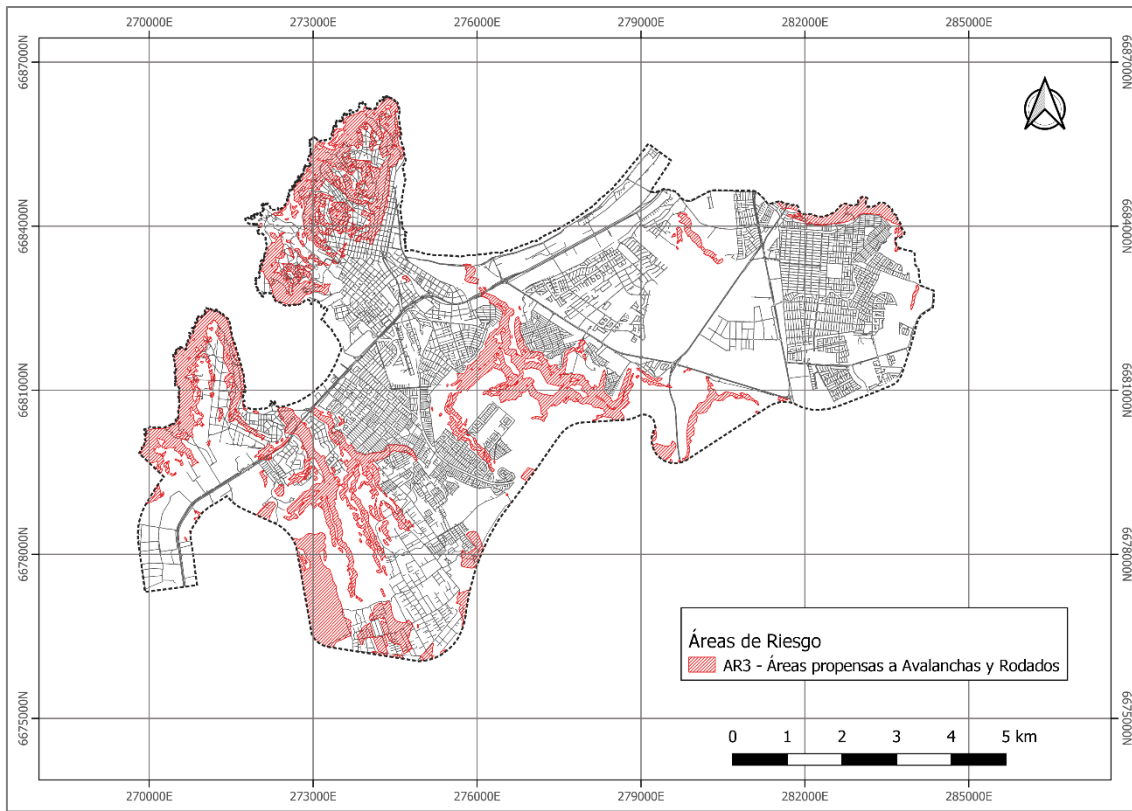 270000E 273000E 276000E 279000E 282000E 285000E
6687000N 6687000N
6684000N 6684000N
6681000N 6681000N
6678000N 6678000N
Áreas de Riesgo
AR3 - Áreas propensas a Avalanchas y Rodados
6675000N 6675000N
0 1 2 3 4 5 km
270000E 273000E 276000E 279000E 282000E 285000E